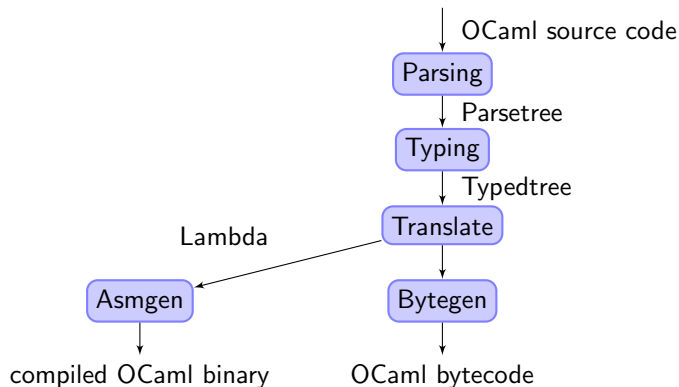 OCaml source code
Parsing
Parsetree
Typing
Typedtree
Translate
Lambda
Asmgen
Bytegen
compiled OCaml binary
OCaml bytecode